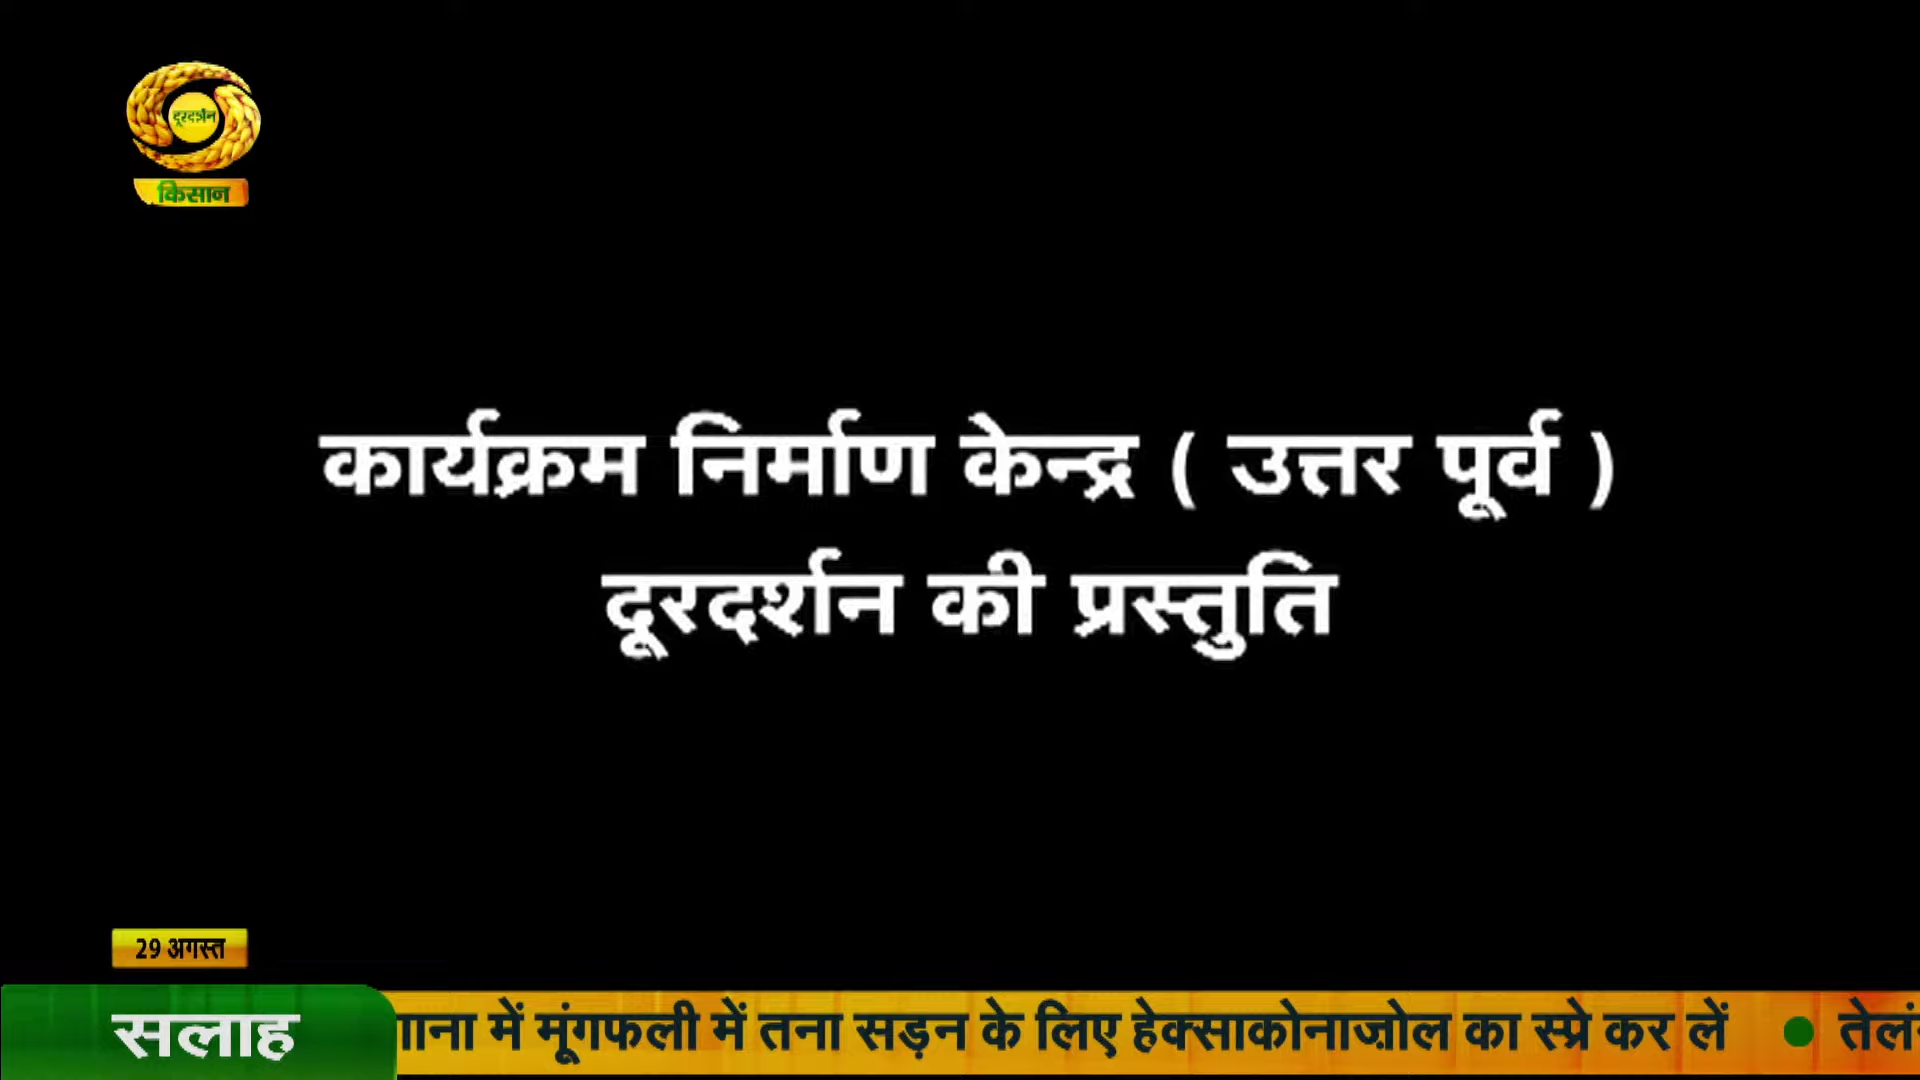 दूरदर्शन
किसान
कार्यक्रम निर्माण केन्द्र ( उत्तर पूर्व )
दूरदर्शन की प्रस्तुति
29 अगस्त
सलाह
गाना में मूंगफली में तना सड़न के लिए हेक्साकोनाज़ोल का स्प्रे कर लें ● तेलं